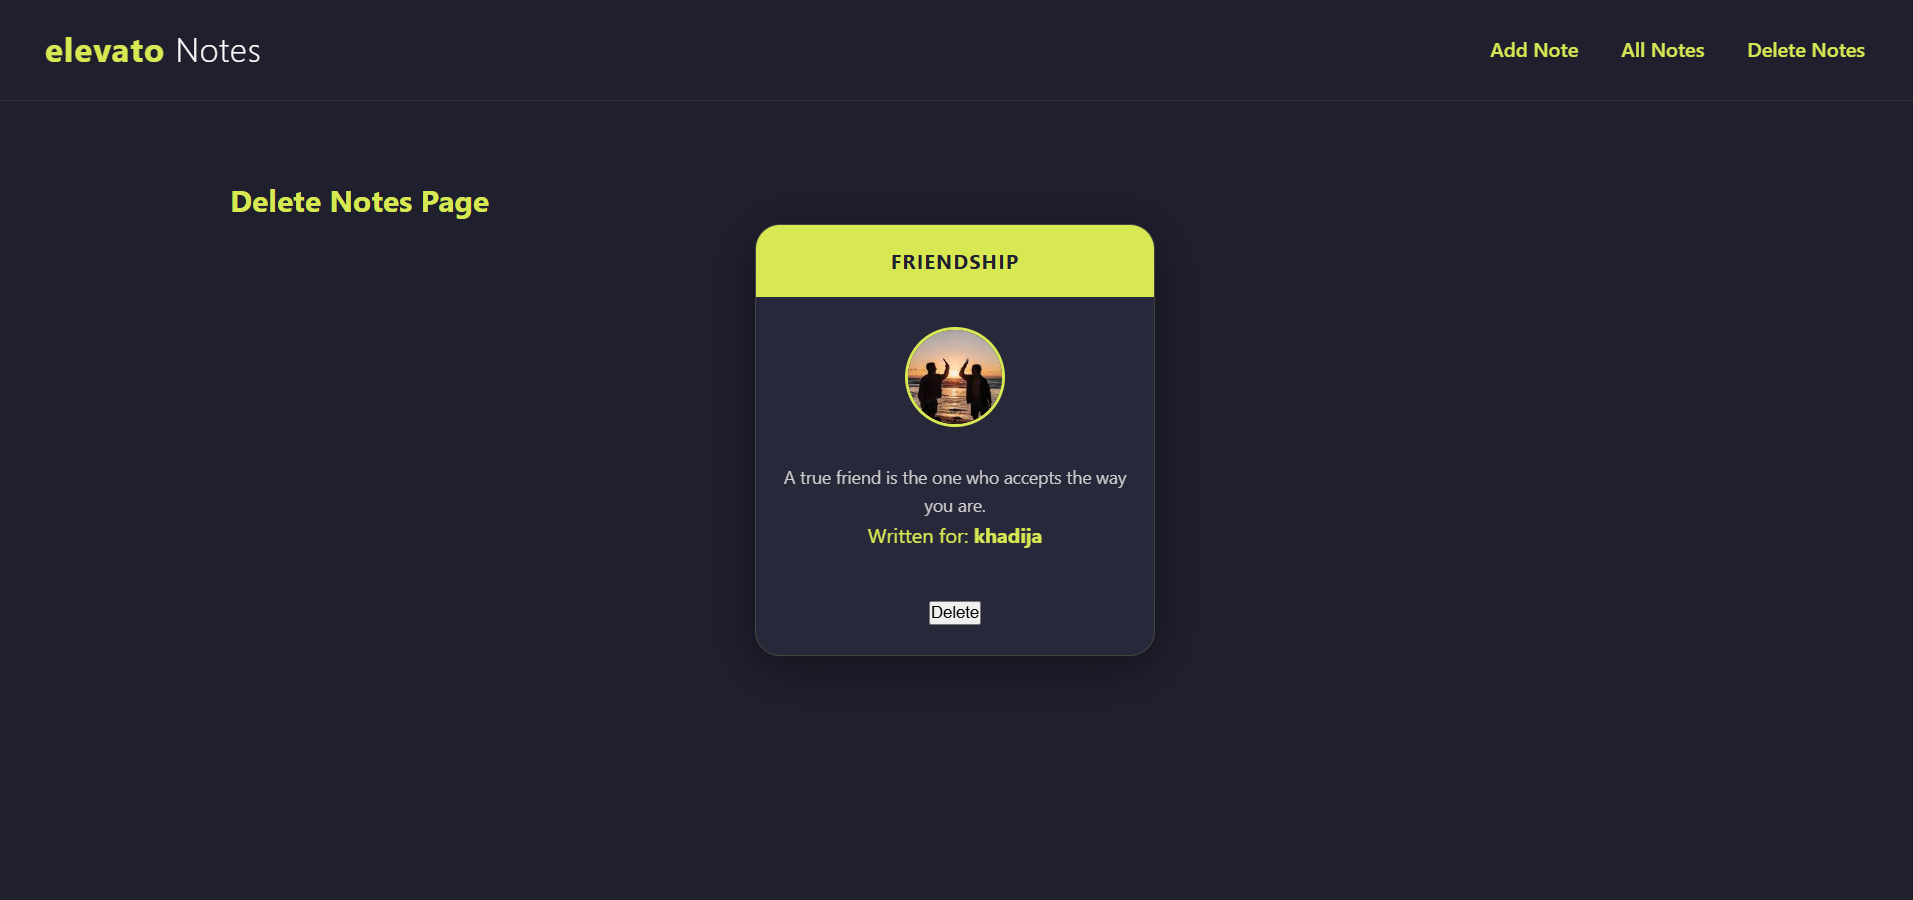 elevato Notes
Add Note All Notes Delete Notes
Delete Notes Page
FRIENDSHIP
A true friend is the one who accepts the way
you are.
Written for: khadija
Delete